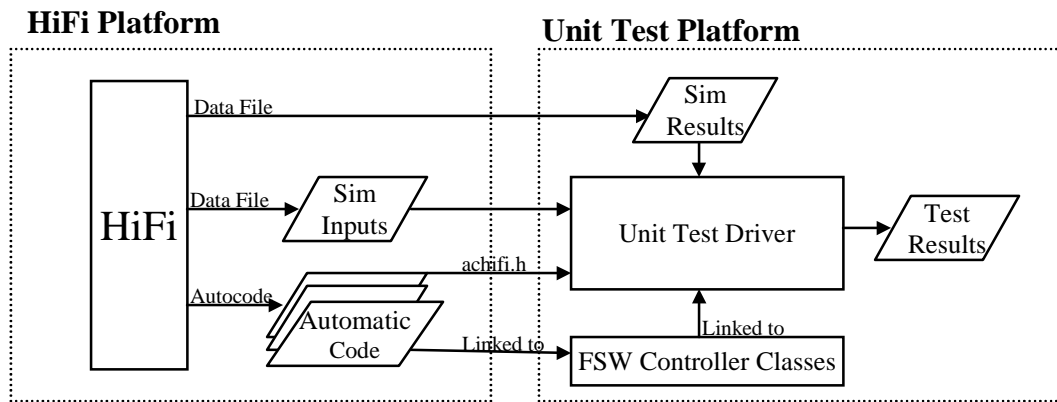 HiFi Platform
Unit Test Platform
Data File
Sim
Results
HiFi
Data File
Sim
Inputs
Unit Test Driver
Test
Results
achifi.h
Autocode
Automatic
Code
Linked to
Linked to
FSW Controller Classes